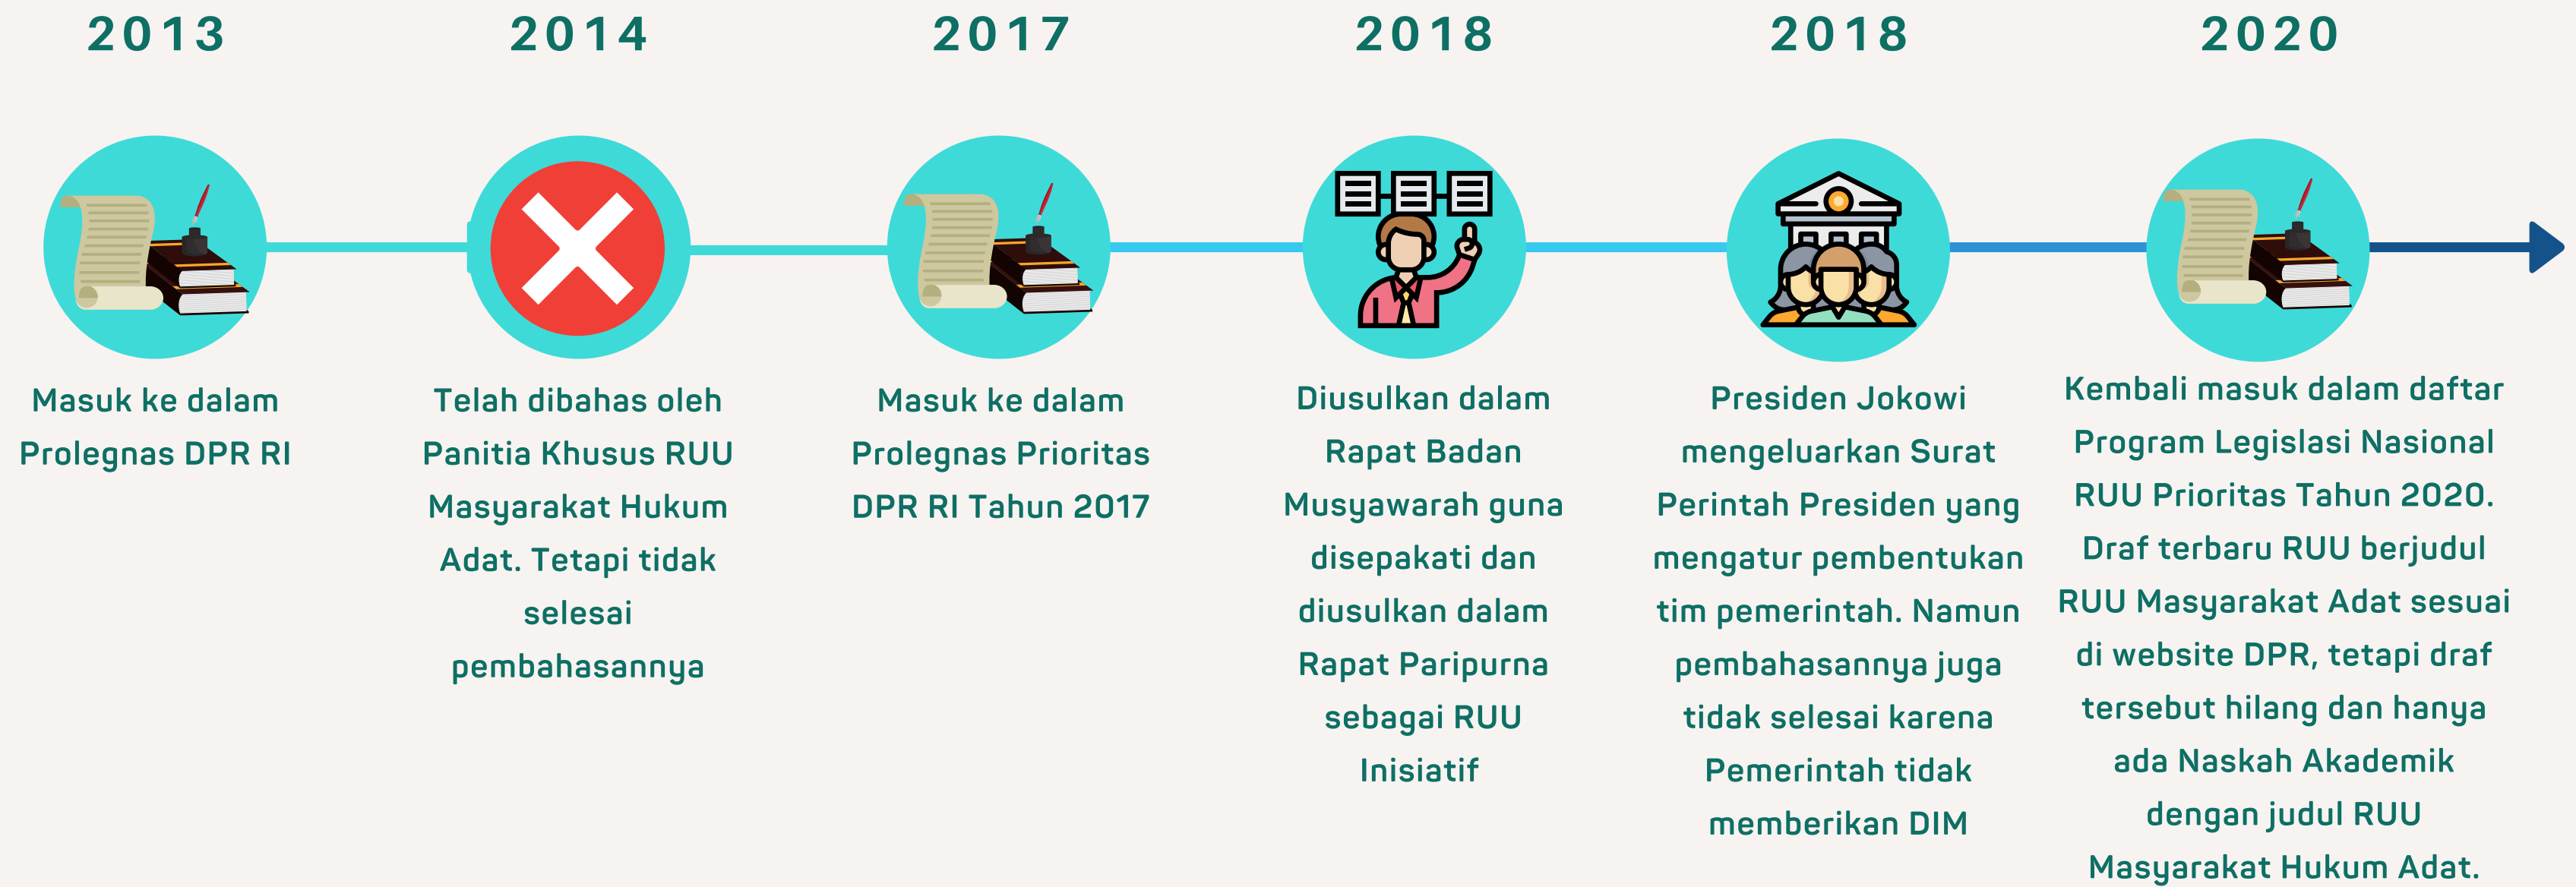 2013
Masuk ke dalam
Prolegnas DPR RI
2014
Telah dibahas oleh
Panitia Khusus RUU
Masyarakat Hukum
Adat. Tetapi tidak
selesai
pembahasannya
2017
Masuk ke dalam
Prolegnas Prioritas
DPR RI Tahun 2017
2018
Diusulkan dalam
Rapat Badan
Musyawarah guna
disepakati dan
diusulkan dalam
Rapat Paripurna
sebagai RUU
Inisiatif
2018
Presiden Jokowi
mengeluarkan Surat
Perintah Presiden yang
mengatur pembentukan
tim pemerintah. Namun
pembahasannya juga
tidak selesai karena
Pemerintah tidak
memberikan DIM
2020
Kembali masuk dalam daftar
Program Legislasi Nasional
RUU Prioritas Tahun 2020.
Draf terbaru RUU berjudul
RUU Masyarakat Adat sesuai
di website DPR, tetapi draf
tersebut hilang dan hanya
ada Naskah Akademik
dengan judul RUU
Masyarakat Hukum Adat.